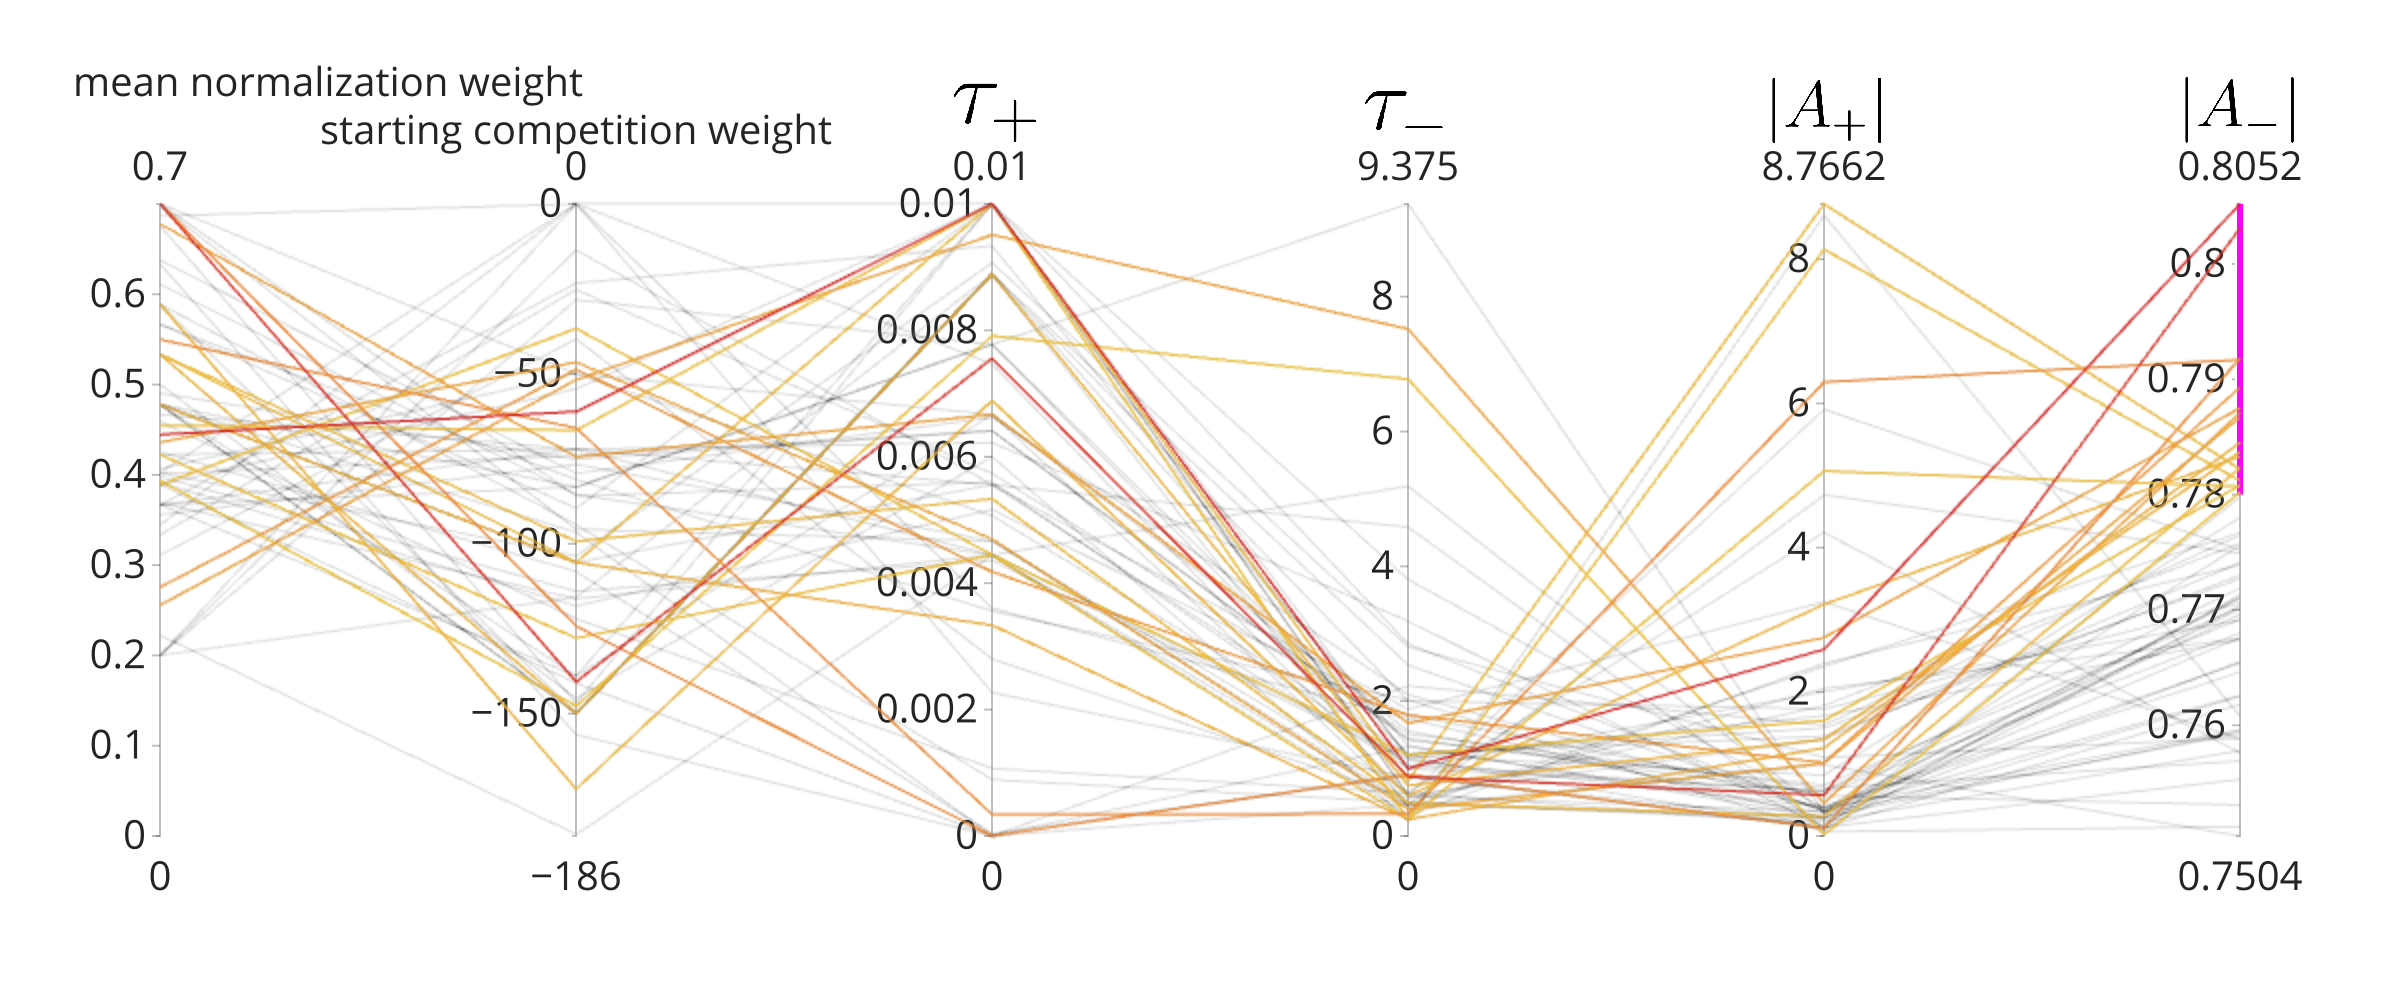 mean normalization weight
starting competition weight
τ₊ τ₋ |A₊| |A₋|
0.7 0 0.01 9.375 8.7662 0.8052
0 0.01
8 0.8
0.6 8
0.008
−50 0.79
0.5 6 6
0.006
0.4 0.78
−100 4
0.3 4
0.004
0.77
0.2 2
−150 0.002 2
0.1 0.76
0 0 0 0
0 −186 0 0 0 0.7504